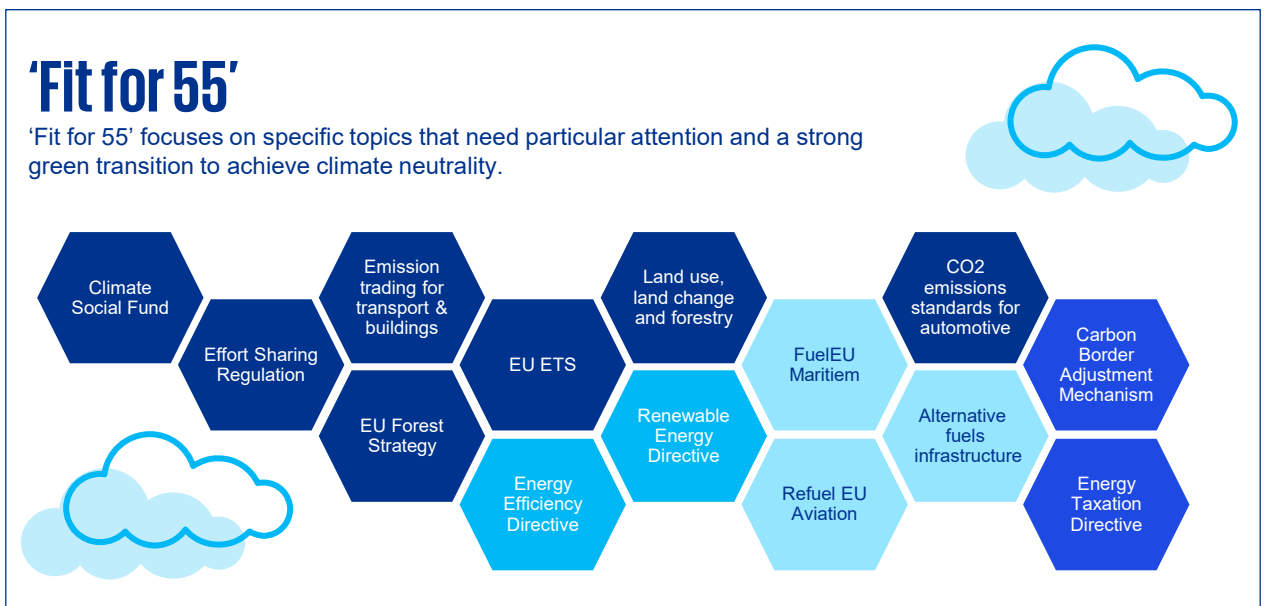 ‘Fit for 55’
‘Fit for 55’ focuses on specific topics that need particular attention and a strong
green transition to achieve climate neutrality.
Climate
Social Fund
Effort Sharing
Regulation
Emission
trading for
transport &
buildings
EU Forest
Strategy
EU ETS
Energy
Efficiency
Directive
Land use,
land change
and forestry
Renewable
Energy
Directive
FuelEU
Maritiem
Refuel EU
Aviation
CO2
emissions
standards for
automotive
Alternative
fuels
infrastructure
Carbon
Border
Adjustment
Mechanism
Energy
Taxation
Directive